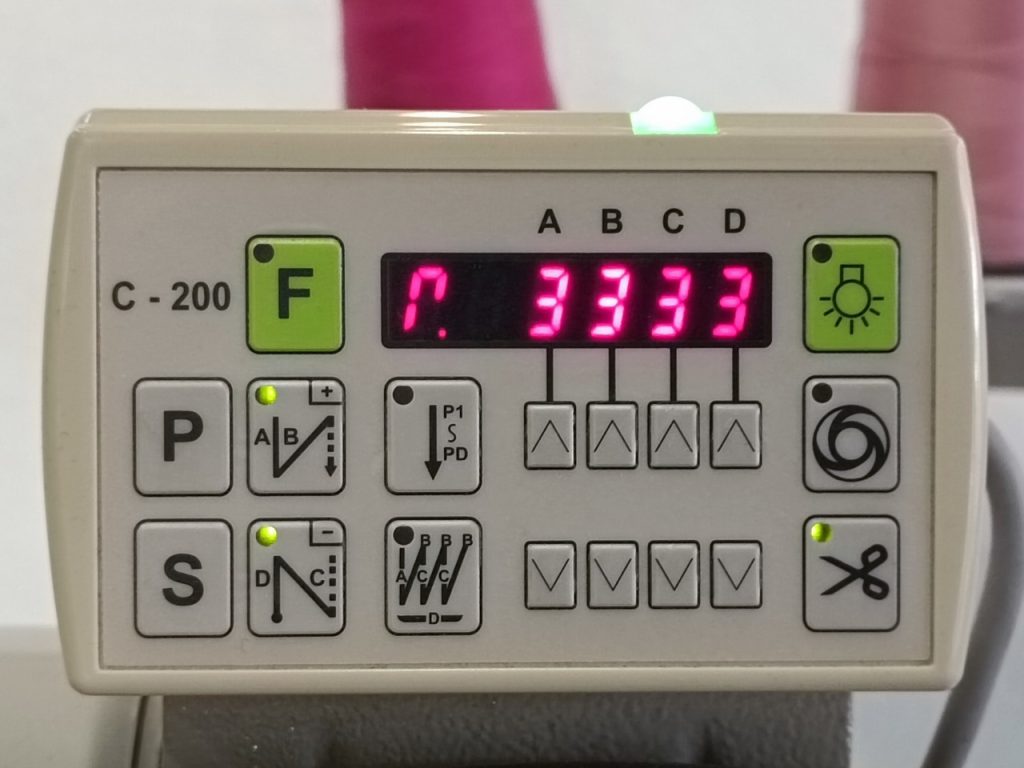 A B C D
C - 200
F
3333
P
A B +
P1
S
PD
S
D C -
B B B
A C C
D